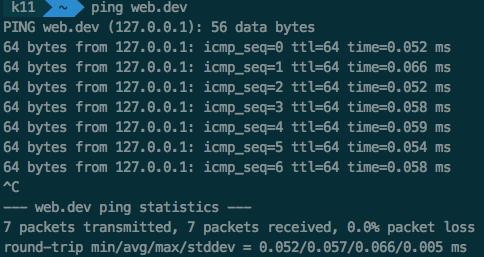 k11 ~ ping web.dev
PING web.dev (127.0.0.1): 56 data bytes
64 bytes from 127.0.0.1: icmp_seq=0 ttl=64 time=0.052 ms
64 bytes from 127.0.0.1: icmp_seq=1 ttl=64 time=0.066 ms
64 bytes from 127.0.0.1: icmp_seq=2 ttl=64 time=0.052 ms
64 bytes from 127.0.0.1: icmp_seq=3 ttl=64 time=0.058 ms
64 bytes from 127.0.0.1: icmp_seq=4 ttl=64 time=0.059 ms
64 bytes from 127.0.0.1: icmp_seq=5 ttl=64 time=0.054 ms
64 bytes from 127.0.0.1: icmp_seq=6 ttl=64 time=0.058 ms
^C
--- web.dev ping statistics ---
7 packets transmitted, 7 packets received, 0.0% packet loss
round-trip min/avg/max/stddev = 0.052/0.057/0.066/0.005 ms